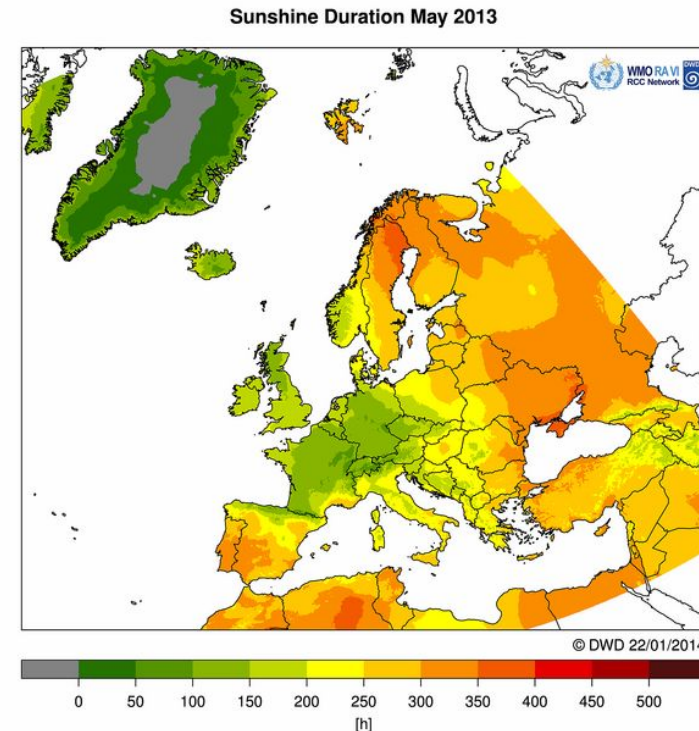 Sunshine Duration May 2013
WMO RA VI
RCC Network
DWD
© DWD 22/01/2014
0 50 100 150 200 250 300 350 400 450 500
[h]